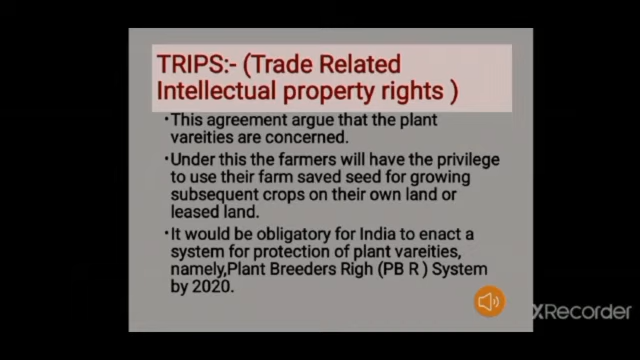 TRIPS:- (Trade Related
Intellectual property rights )
•This agreement argue that the plant
vareities are concerned.
•Under this the farmers will have the privilege
to use their farm saved seed for growing
subsequent crops on their own land or
leased land.
•It would be obligatory for India to enact a
system for protection of plant vareities,
namely,Plant Breeders Righ (PB R ) System
by 2020.
XRecorder